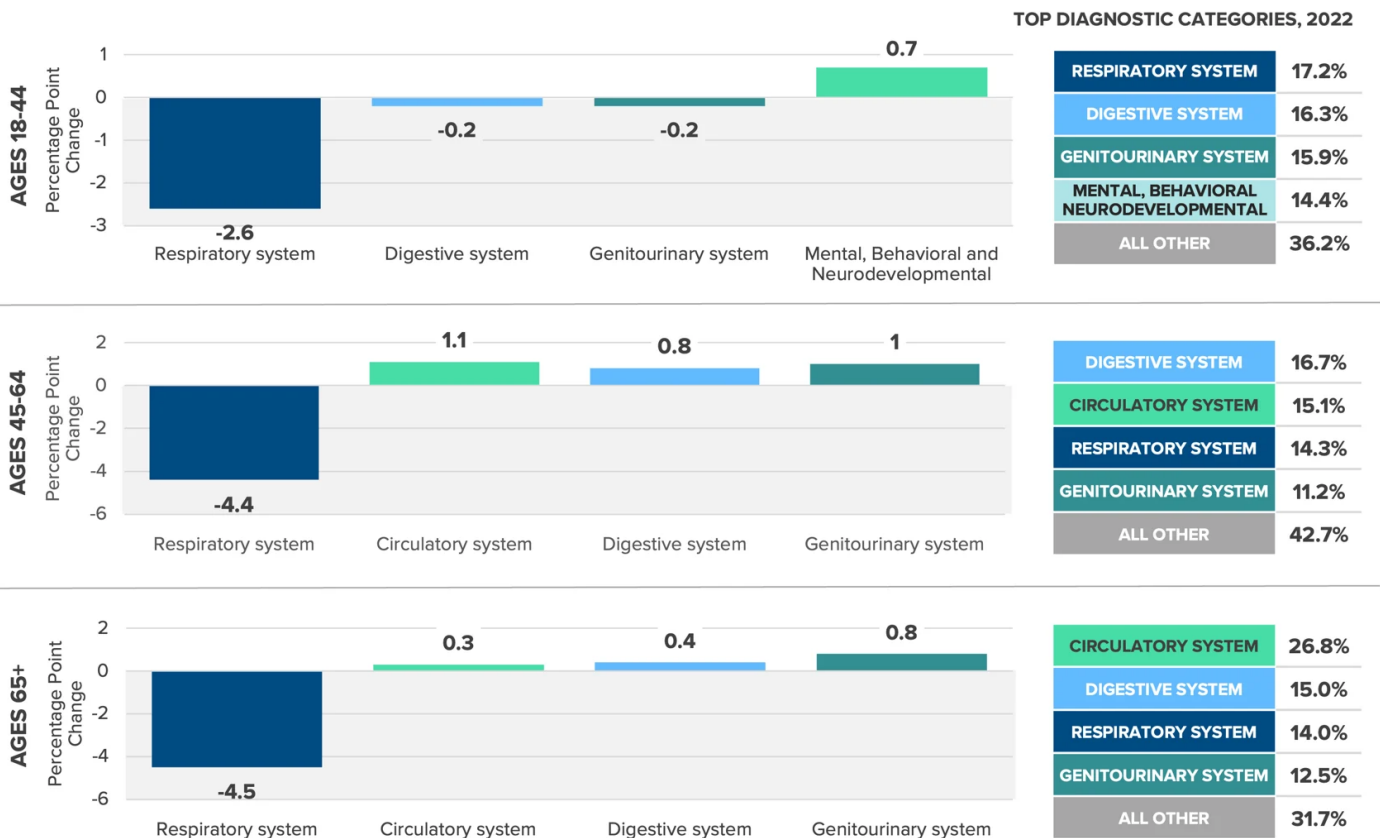 TOP DIAGNOSTIC CATEGORIES, 2022
AGES 18-44
Percentage Point
Change
1
0
-1
-2
-3
-2.6
-0.2
-0.2
0.7
Respiratory system
Digestive system
Genitourinary system
Mental, Behavioral and
Neurodevelopmental
RESPIRATORY SYSTEM 17.2%
DIGESTIVE SYSTEM 16.3%
GENITOURINARY SYSTEM 15.9%
MENTAL, BEHAVIORAL
NEURODEVELOPMENTAL 14.4%
ALL OTHER 36.2%
AGES 45-64
Percentage Point
Change
2
0
-2
-4
-6
-4.4
1.1
0.8
1
Respiratory system
Circulatory system
Digestive system
Genitourinary system
DIGESTIVE SYSTEM 16.7%
CIRCULATORY SYSTEM 15.1%
RESPIRATORY SYSTEM 14.3%
GENITOURINARY SYSTEM 11.2%
ALL OTHER 42.7%
AGES 65+
Percentage Point
Change
2
0
-2
-4
-6
-4.5
0.3
0.4
0.8
Respiratory system
Circulatory system
Digestive system
Genitourinary system
CIRCULATORY SYSTEM 26.8%
DIGESTIVE SYSTEM 15.0%
RESPIRATORY SYSTEM 14.0%
GENITOURINARY SYSTEM 12.5%
ALL OTHER 31.7%